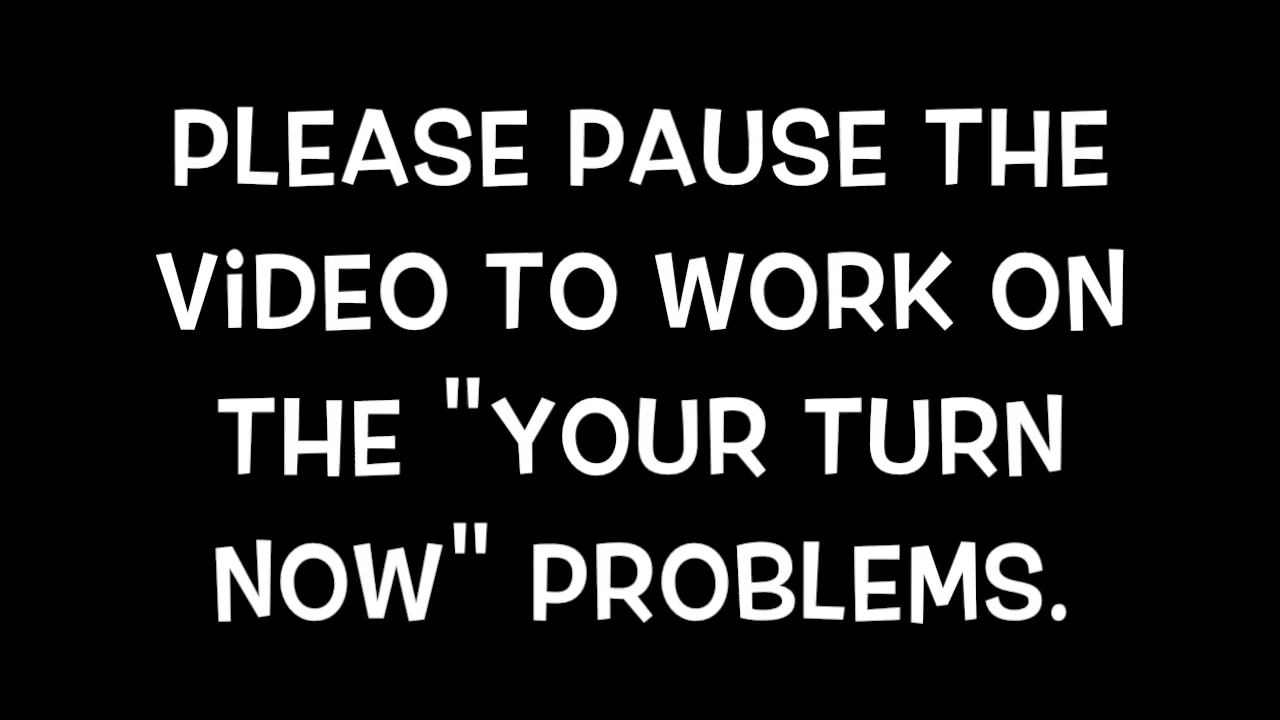 PLEASE PAUSE THE
ViDEO TO WORK ON
THE "YOUR TURN
NOW" PROBLEMS.